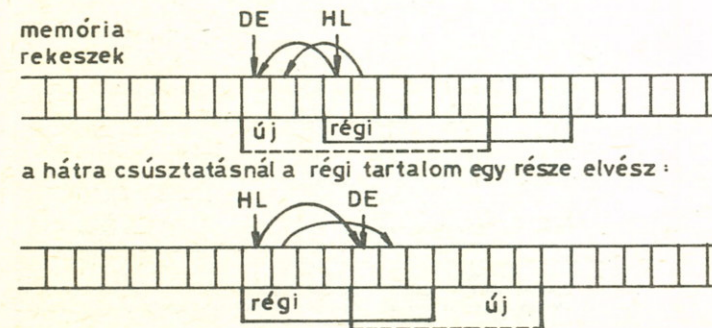 memória
rekeszek
DE HL
új régi
a hátra csúsztatásnál a régi tartalom egy része elvész :
HL DE
régi új